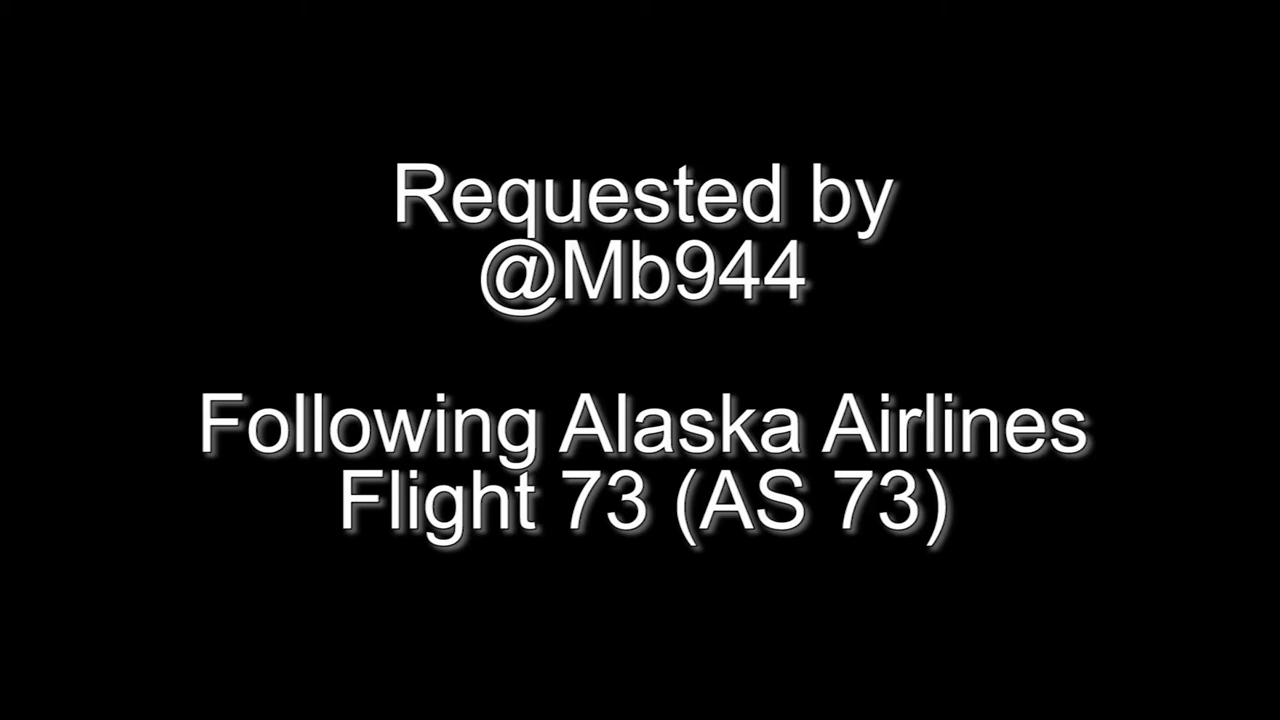 Requested by
@Mb944
Following Alaska Airlines
Flight 73 (AS 73)